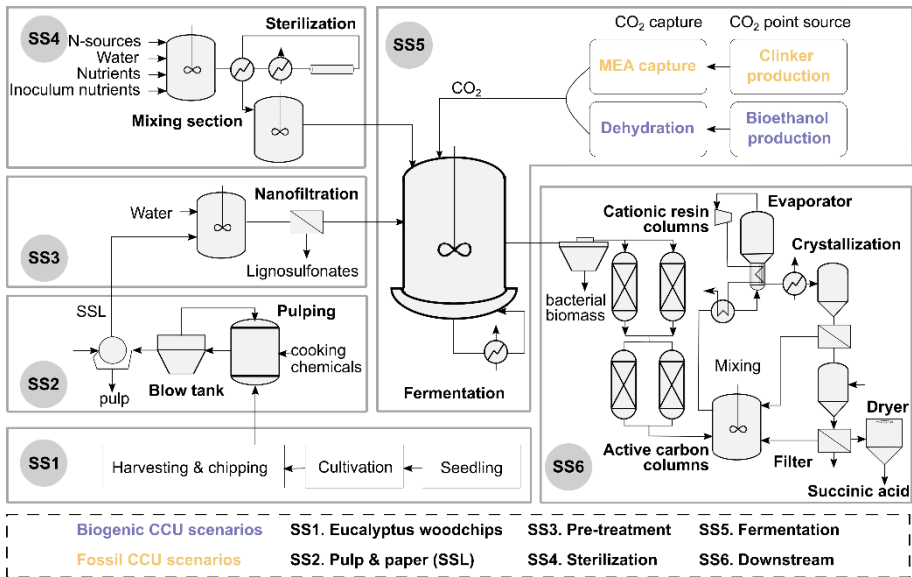 SS4
N-sources
Water
Nutrients
Inoculum nutrients
Sterilization
Mixing section
SS5
CO₂ capture
CO₂ point source
MEA capture
Clinker
production
Dehydration
Bioethanol
production
CO₂
Fermentation
SS3
Water
Nanofiltration
Lignosulfonates
SS2
SSL
pulp
Blow tank
Pulping
cooking
chemicals
SS1
Harvesting & chipping
Cultivation
Seedling
SS6
bacterial
biomass
Cationic resin
columns
Evaporator
Crystallization
Mixing
Active carbon
columns
Filter
Dryer
Succinic acid
Biogenic CCU scenarios
SS1. Eucalyptus woodchips
SS3. Pre-treatment
SS5. Fermentation
Fossil CCU scenarios
SS2. Pulp & paper (SSL)
SS4. Sterilization
SS6. Downstream